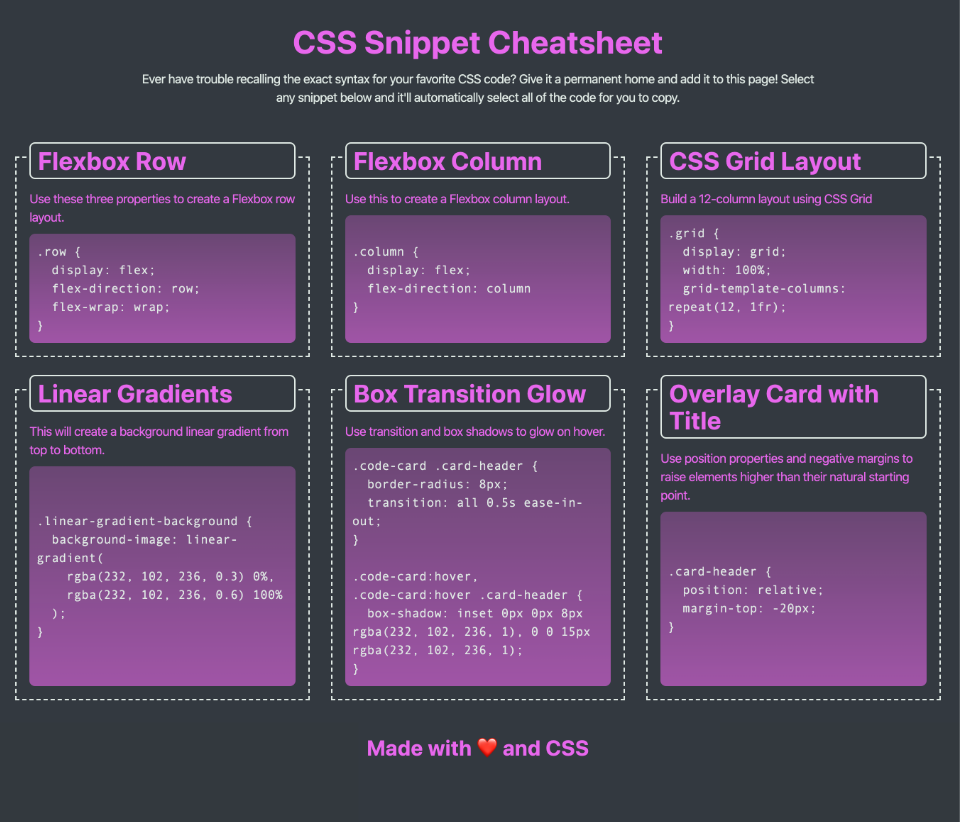 CSS Snippet Cheatsheet
Ever have trouble recalling the exact syntax for your favorite CSS code? Give it a permanent home and add it to this page! Select
any snippet below and it'll automatically select all of the code for you to copy.
Flexbox Row
Use these three properties to create a Flexbox row
layout.
.row {
  display: flex;
  flex-direction: row;
  flex-wrap: wrap;
}
Flexbox Column
Use this to create a Flexbox column layout.
.column {
  display: flex;
  flex-direction: column
}
CSS Grid Layout
Build a 12-column layout using CSS Grid
.grid {
  display: grid;
  width: 100%;
  grid-template-columns:
repeat(12, 1fr);
}
Linear Gradients
This will create a background linear gradient from
top to bottom.
.linear-gradient-background {
  background-image: linear-
gradient(
    rgba(232, 102, 236, 0.3) 0%,
    rgba(232, 102, 236, 0.6) 100%
  );
}
Box Transition Glow
Use transition and box shadows to glow on hover.
.code-card .card-header {
  border-radius: 8px;
  transition: all 0.5s ease-in-
out;
}
.code-card:hover,
.code-card:hover .card-header {
  box-shadow: inset 0px 0px 8px
rgba(232, 102, 236, 1), 0 0 15px
rgba(232, 102, 236, 1);
}
Overlay Card with
Title
Use position properties and negative margins to
raise elements higher than their natural starting
point.
.card-header {
  position: relative;
  margin-top: -20px;
}
Made with ❤️ and CSS